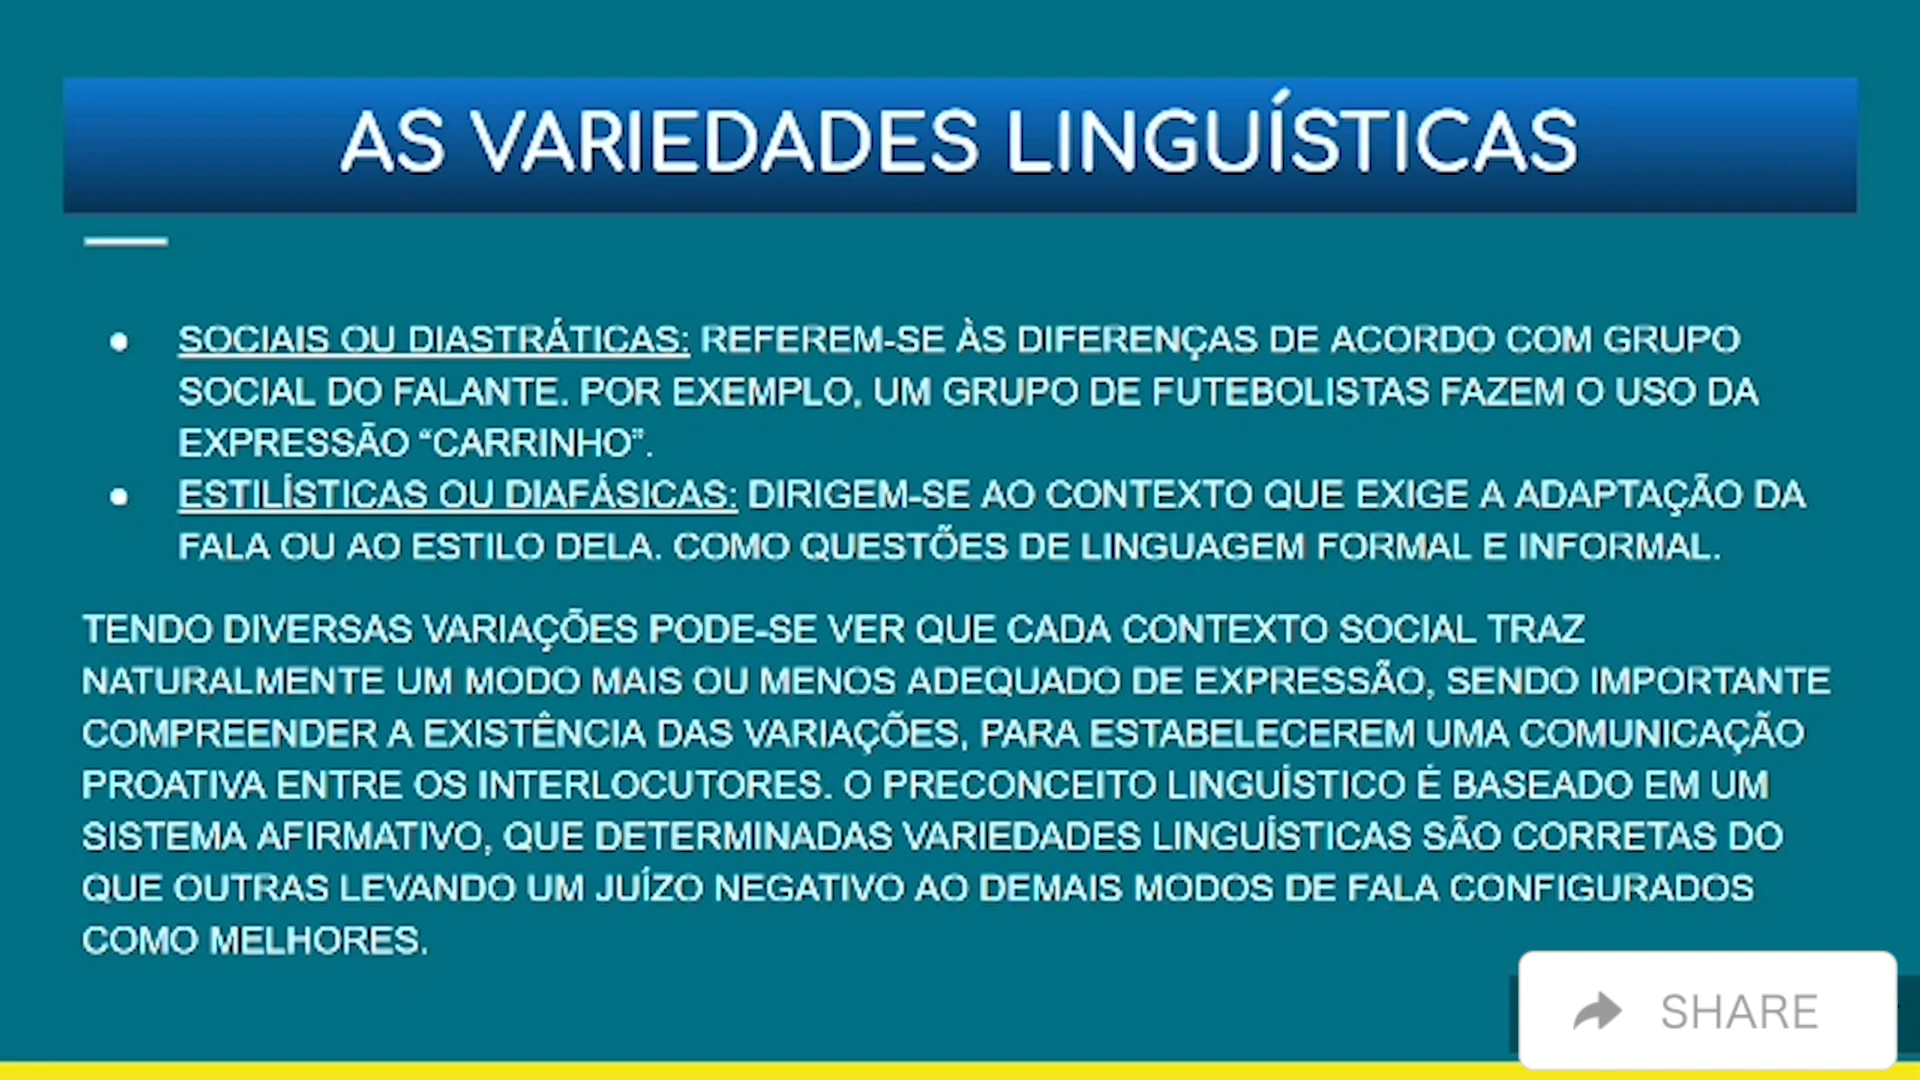 AS VARIEDADES LINGUÍSTICAS
● SOCIAIS OU DIASTRÁTICAS: REFEREM-SE ÀS DIFERENÇAS DE ACORDO COM GRUPO
SOCIAL DO FALANTE. POR EXEMPLO, UM GRUPO DE FUTEBOLISTAS FAZEM O USO DA
EXPRESSÃO “CARRINHO”.
● ESTILÍSTICAS OU DIAFÁSICAS: DIRIGEM-SE AO CONTEXTO QUE EXIGE A ADAPTAÇÃO DA
FALA OU AO ESTILO DELA. COMO QUESTÕES DE LINGUAGEM FORMAL E INFORMAL.
TENDO DIVERSAS VARIAÇÕES PODE-SE VER QUE CADA CONTEXTO SOCIAL TRAZ
NATURALMENTE UM MODO MAIS OU MENOS ADEQUADO DE EXPRESSÃO, SENDO IMPORTANTE
COMPREENDER A EXISTÊNCIA DAS VARIAÇÕES, PARA ESTABELECEREM UMA COMUNICAÇÃO
PROATIVA ENTRE OS INTERLOCUTORES. O PRECONCEITO LINGUÍSTICO É BASEADO EM UM
SISTEMA AFIRMATIVO, QUE DETERMINADAS VARIEDADES LINGUÍSTICAS SÃO CORRETAS DO
QUE OUTRAS LEVANDO UM JUÍZO NEGATIVO AO DEMAIS MODOS DE FALA CONFIGURADOS
COMO MELHORES.
SHARE